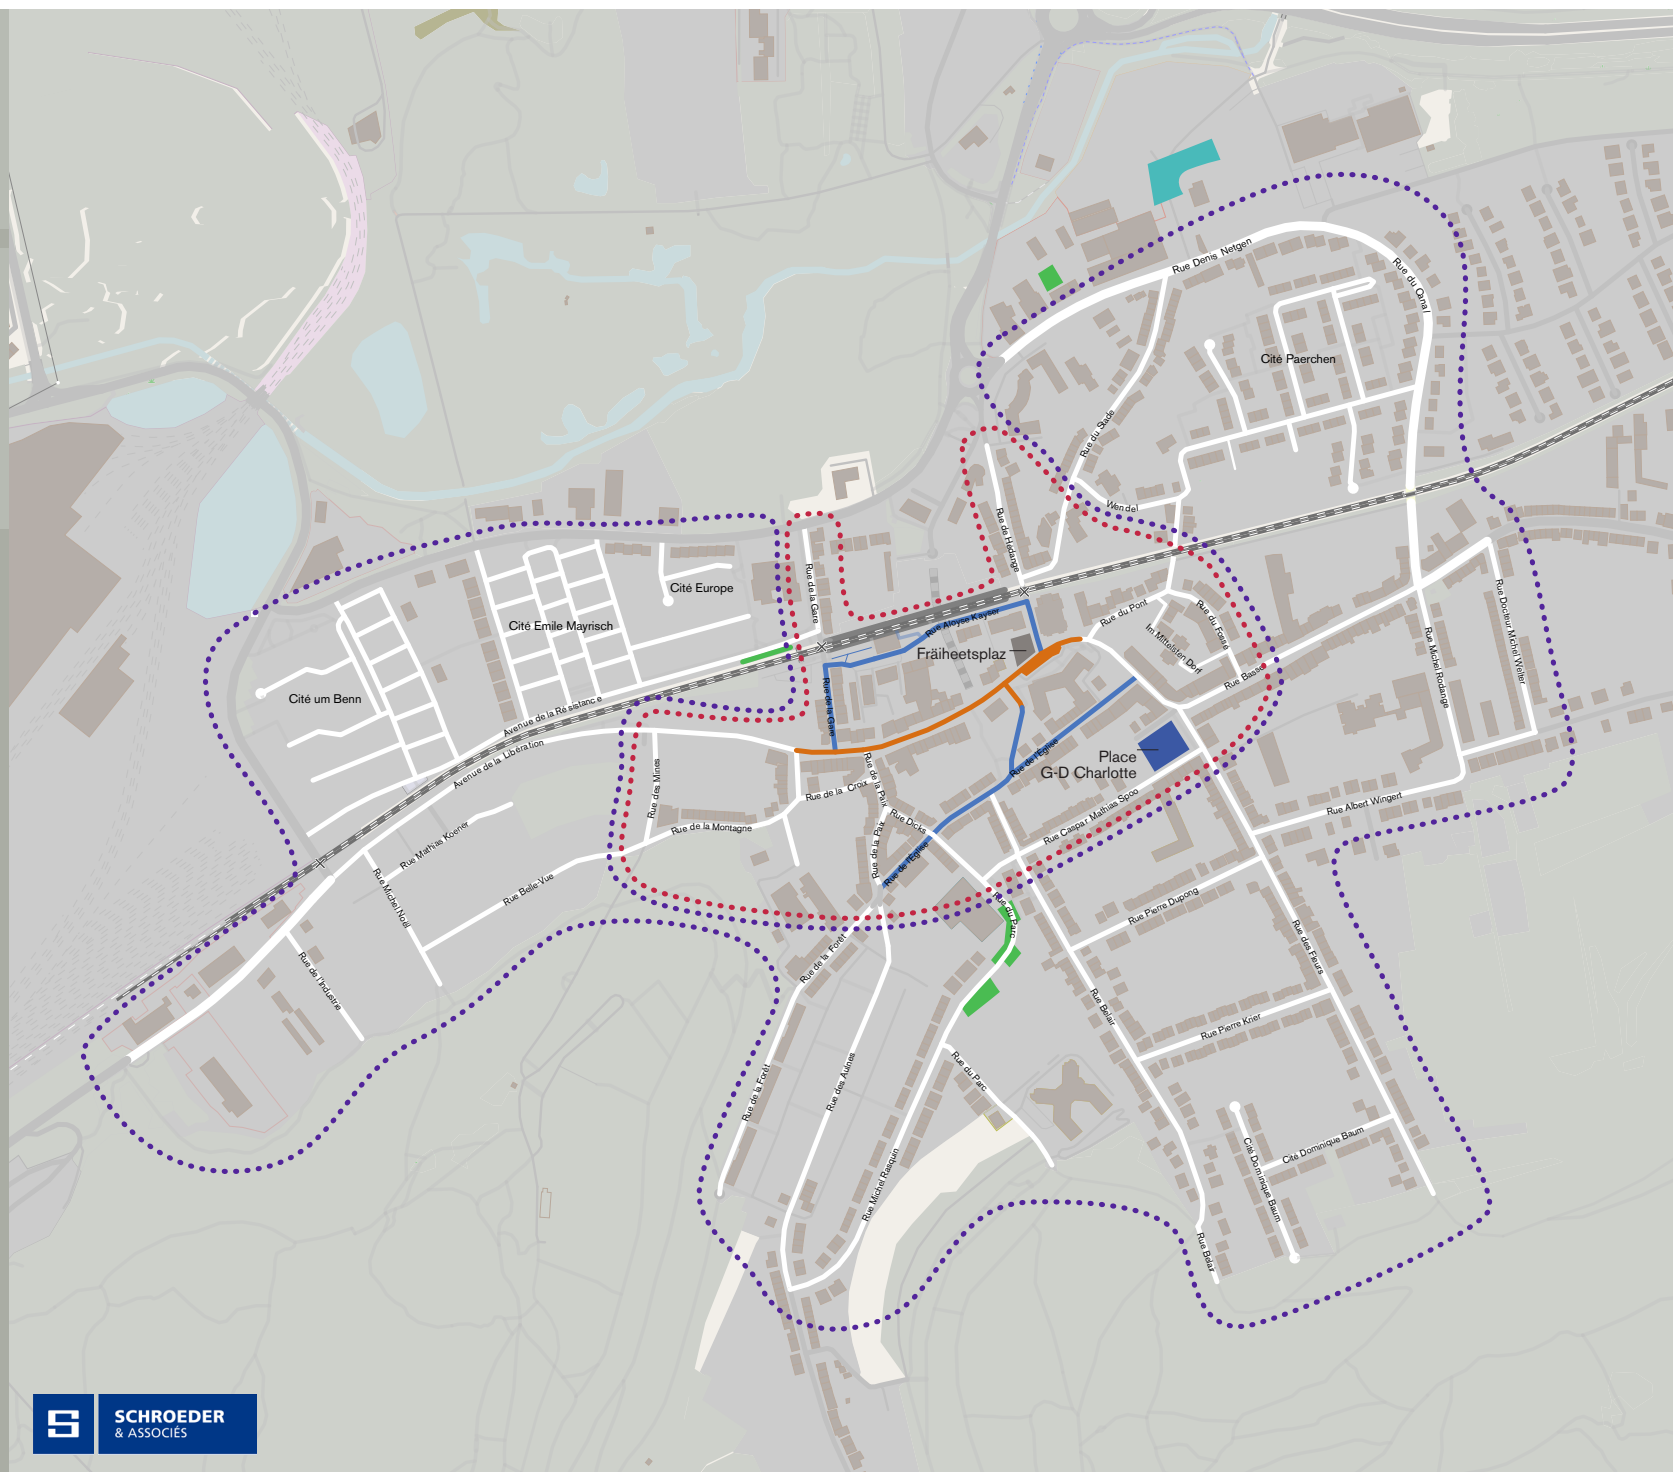 Rue Denis Netgen
Rue du Canal
Cité Paerchen
Rue du Stade
Wendel
Rue de Hédange
Rue de la Gare
Cité Europe
Cité Emile Mayrisch
Rue Aloyse Kayser
Rue du Pont
Rue du Fossé
Im Mittelsten Dorf
Rue Basse
Rue Michel Rodange
Rue Docteur Michel Welter
Fräiheetsplaz
Cité um Benn
Avenue de la Résistance
Avenue de la Libération
Rue de la Gaie
Place
G-D Charlotte
Rue de l'Eglise
Rue des Mines
Rue de la Croix
Rue de la Paix
Rue Dicks
Rue Caspar Mathias Spoo
Rue Albert Wingert
Rue de la Montagne
Rue de la Paix
Rue de l'Eglise
Rue Mathias Koener
Rue Michel Noël
Rue Belle-Vue
Rue du Parc
Rue Pierre Dupong
Rue des Fleurs
Rue de l'Industrie
Rue de la Forêt
Rue Belair
Rue Pierre Krier
Rue de la Forêt
Rue des Aulnes
Rue du Parc
Rue Michel Rasquin
Cité Dominique Baum
Cité Dominique Baum
Rue Belair
SCHROEDER
& ASSOCIÉS